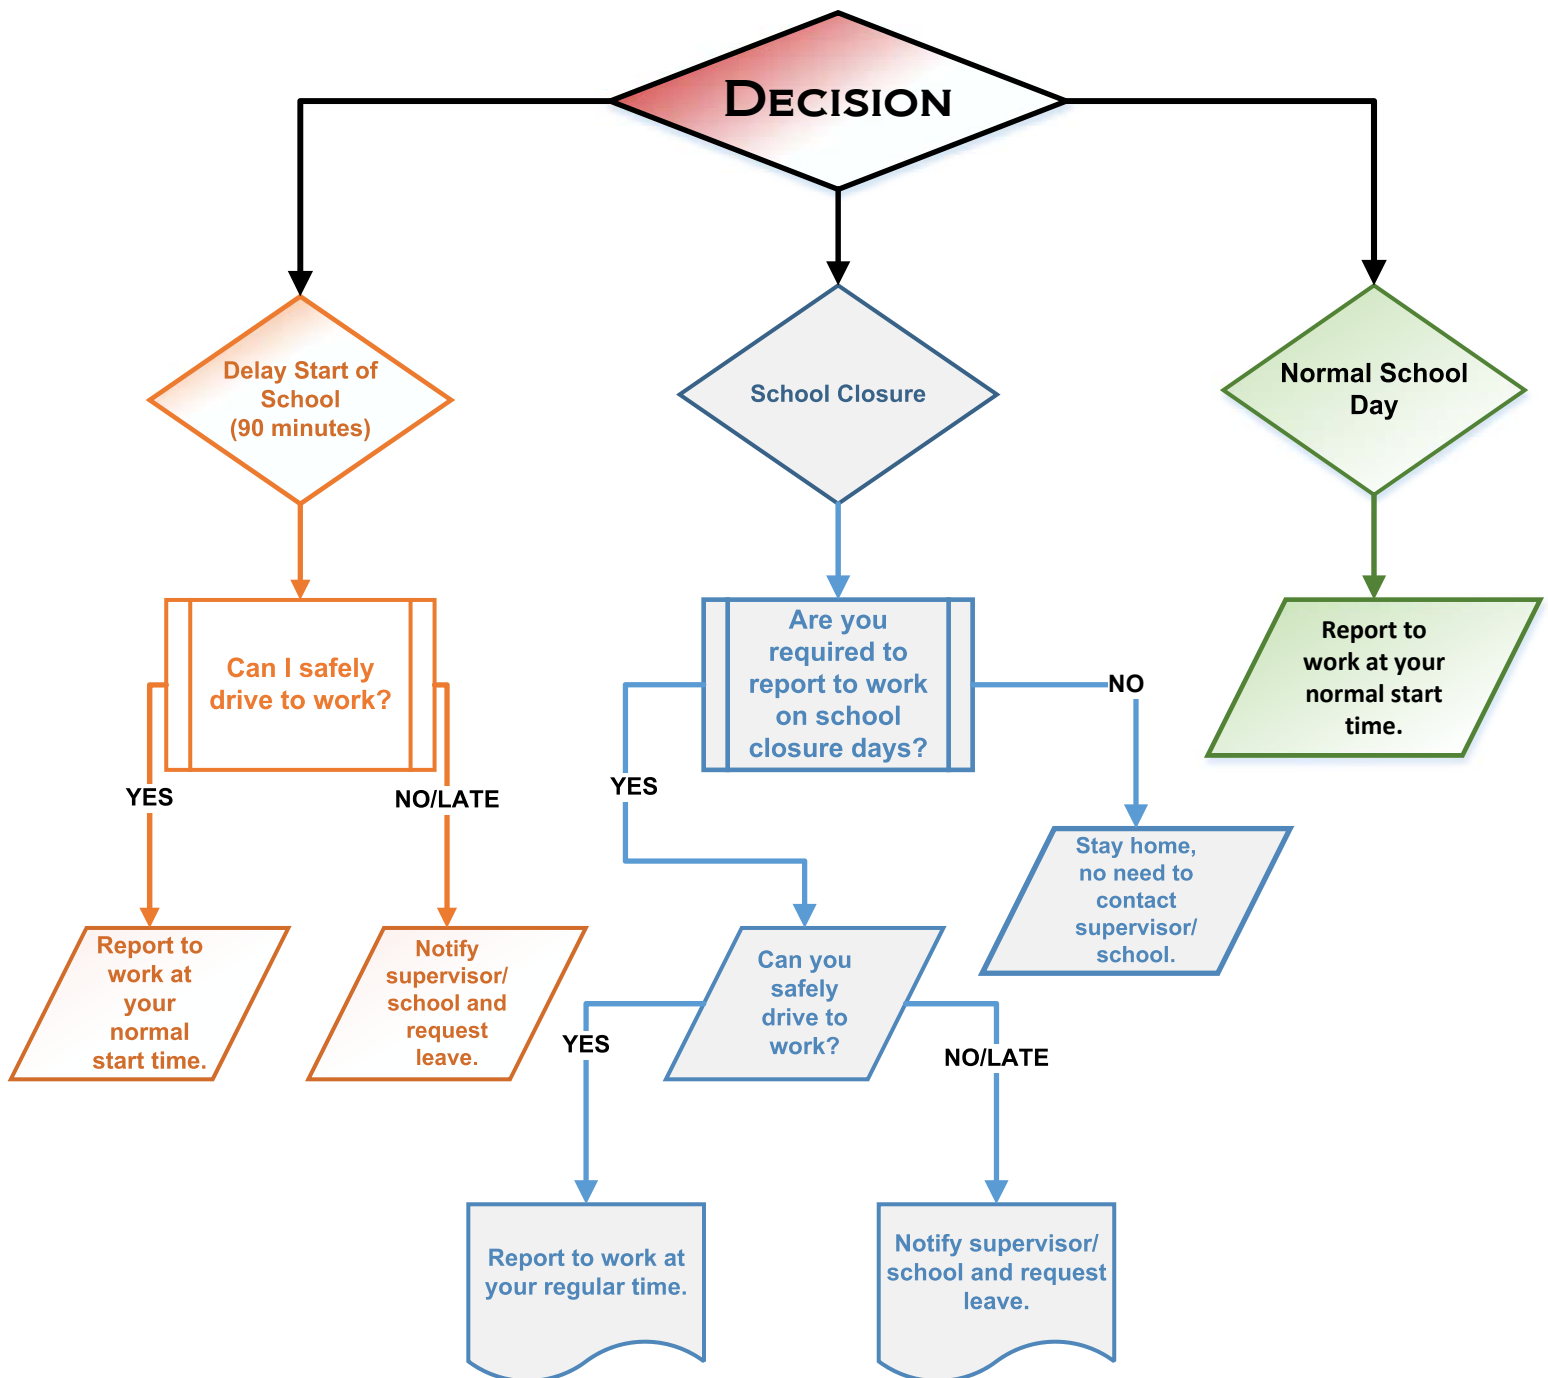 DECISION
Delay Start of
School
(90 minutes)
School Closure
Normal School
Day
Can I safely
drive to work?
Are you
required to
report to work
on school
closure days?
Report to
work at your
normal start
time.
YES
NO/LATE
YES
NO
Report to
work at
your
normal
start time.
Notify
supervisor/
school and
request
leave.
Can you
safely
drive to
work?
Stay home,
no need to
contact
supervisor/
school.
YES
NO/LATE
Report to work at
your regular time.
Notify supervisor/
school and request
leave.